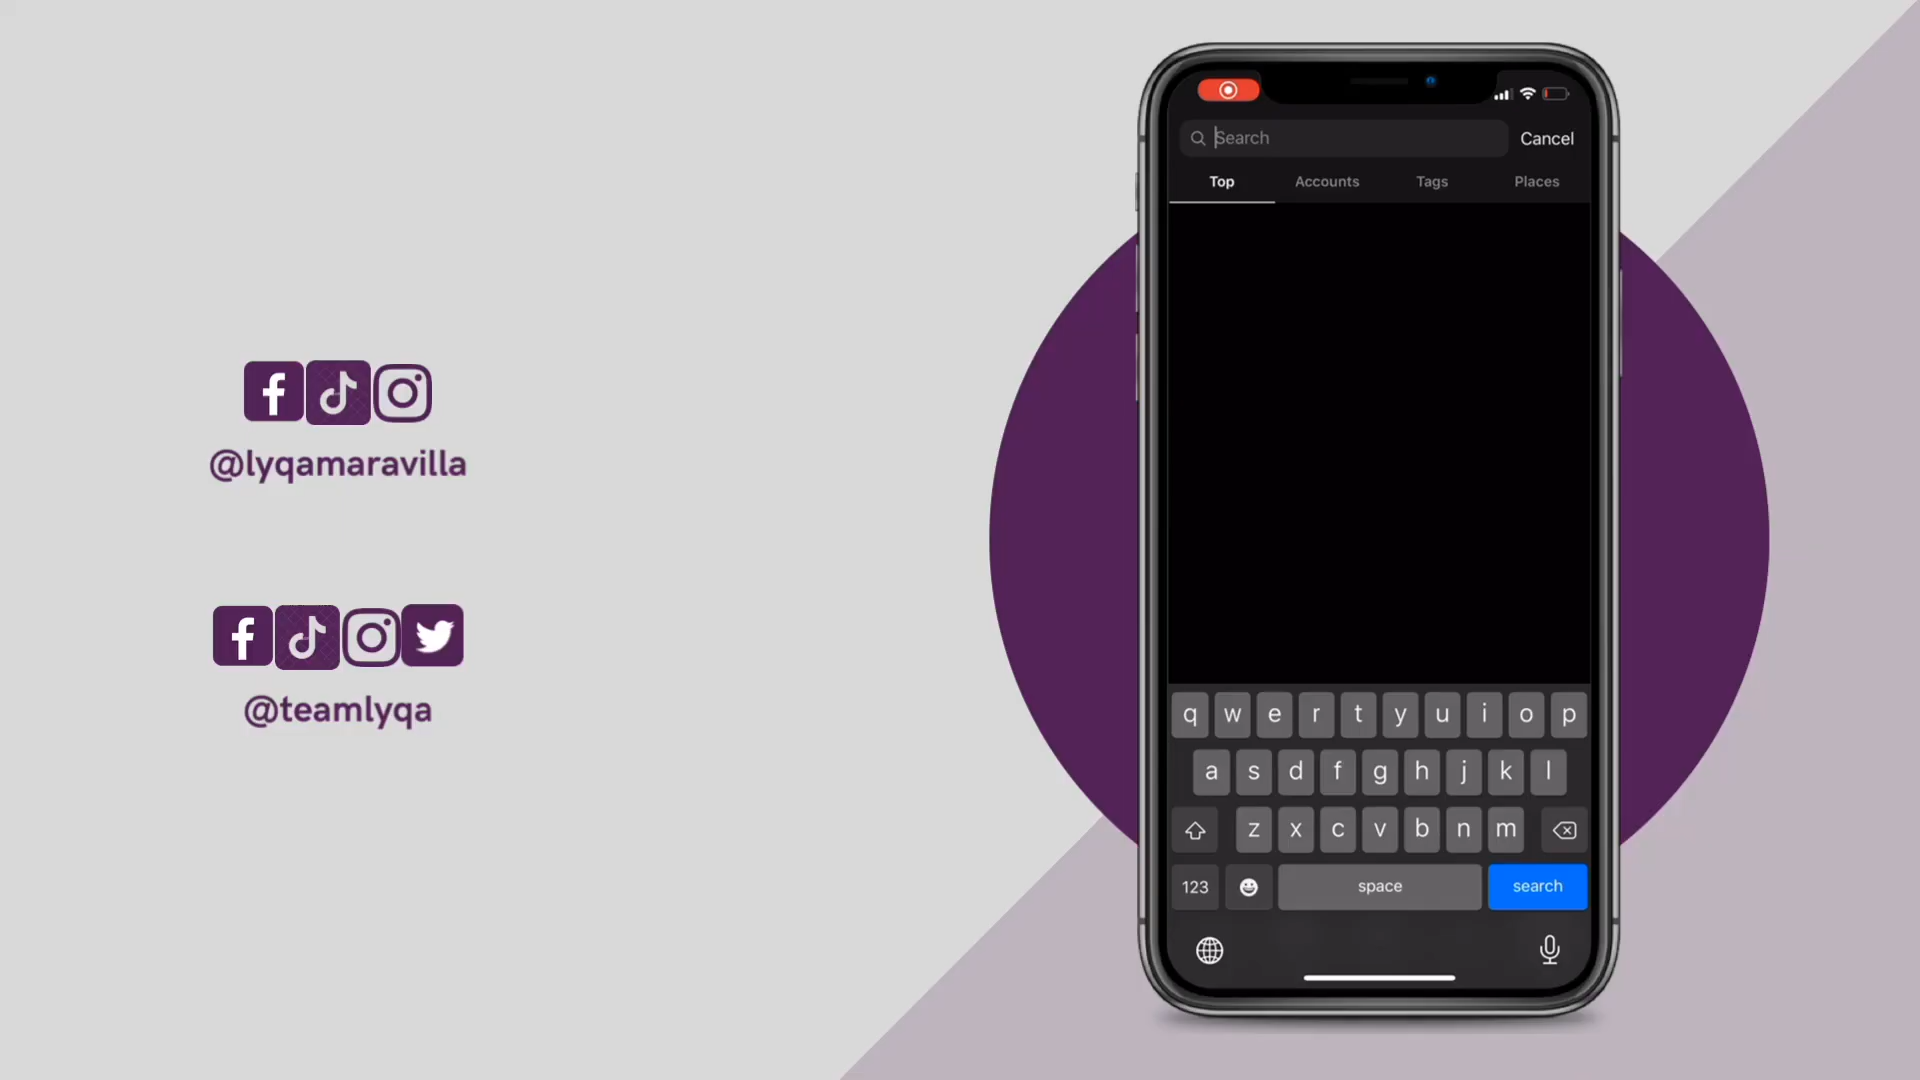 @lyqamaravilla
@teamlyqa
Search
Cancel
Top Accounts Tags Places
q w e r t y u i o p
a s d f g h j k l
z x c v b n m
123 space search